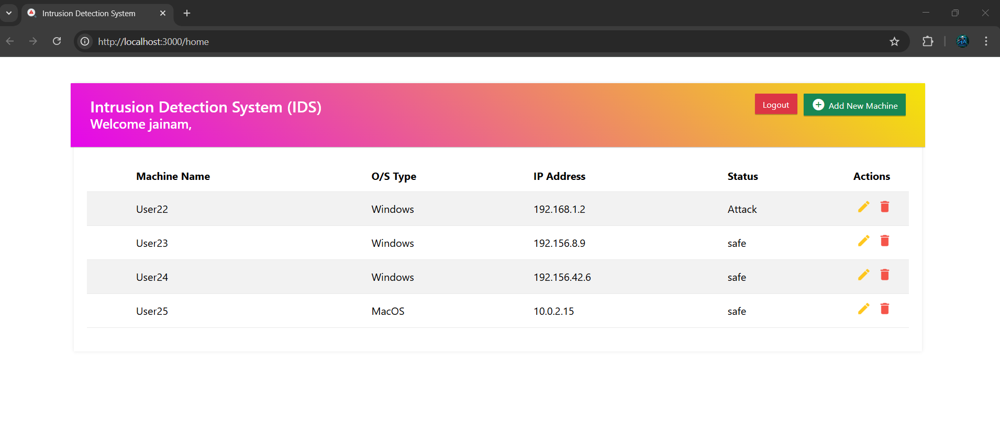 Intrusion Detection System
http://localhost:3000/home
Intrusion Detection System (IDS)
Welcome jainam,
Logout
Add New Machine
Machine Name O/S Type IP Address Status Actions
User22 Windows 192.168.1.2 Attack
User23 Windows 192.156.8.9 safe
User24 Windows 192.156.42.6 safe
User25 MacOS 10.0.2.15 safe